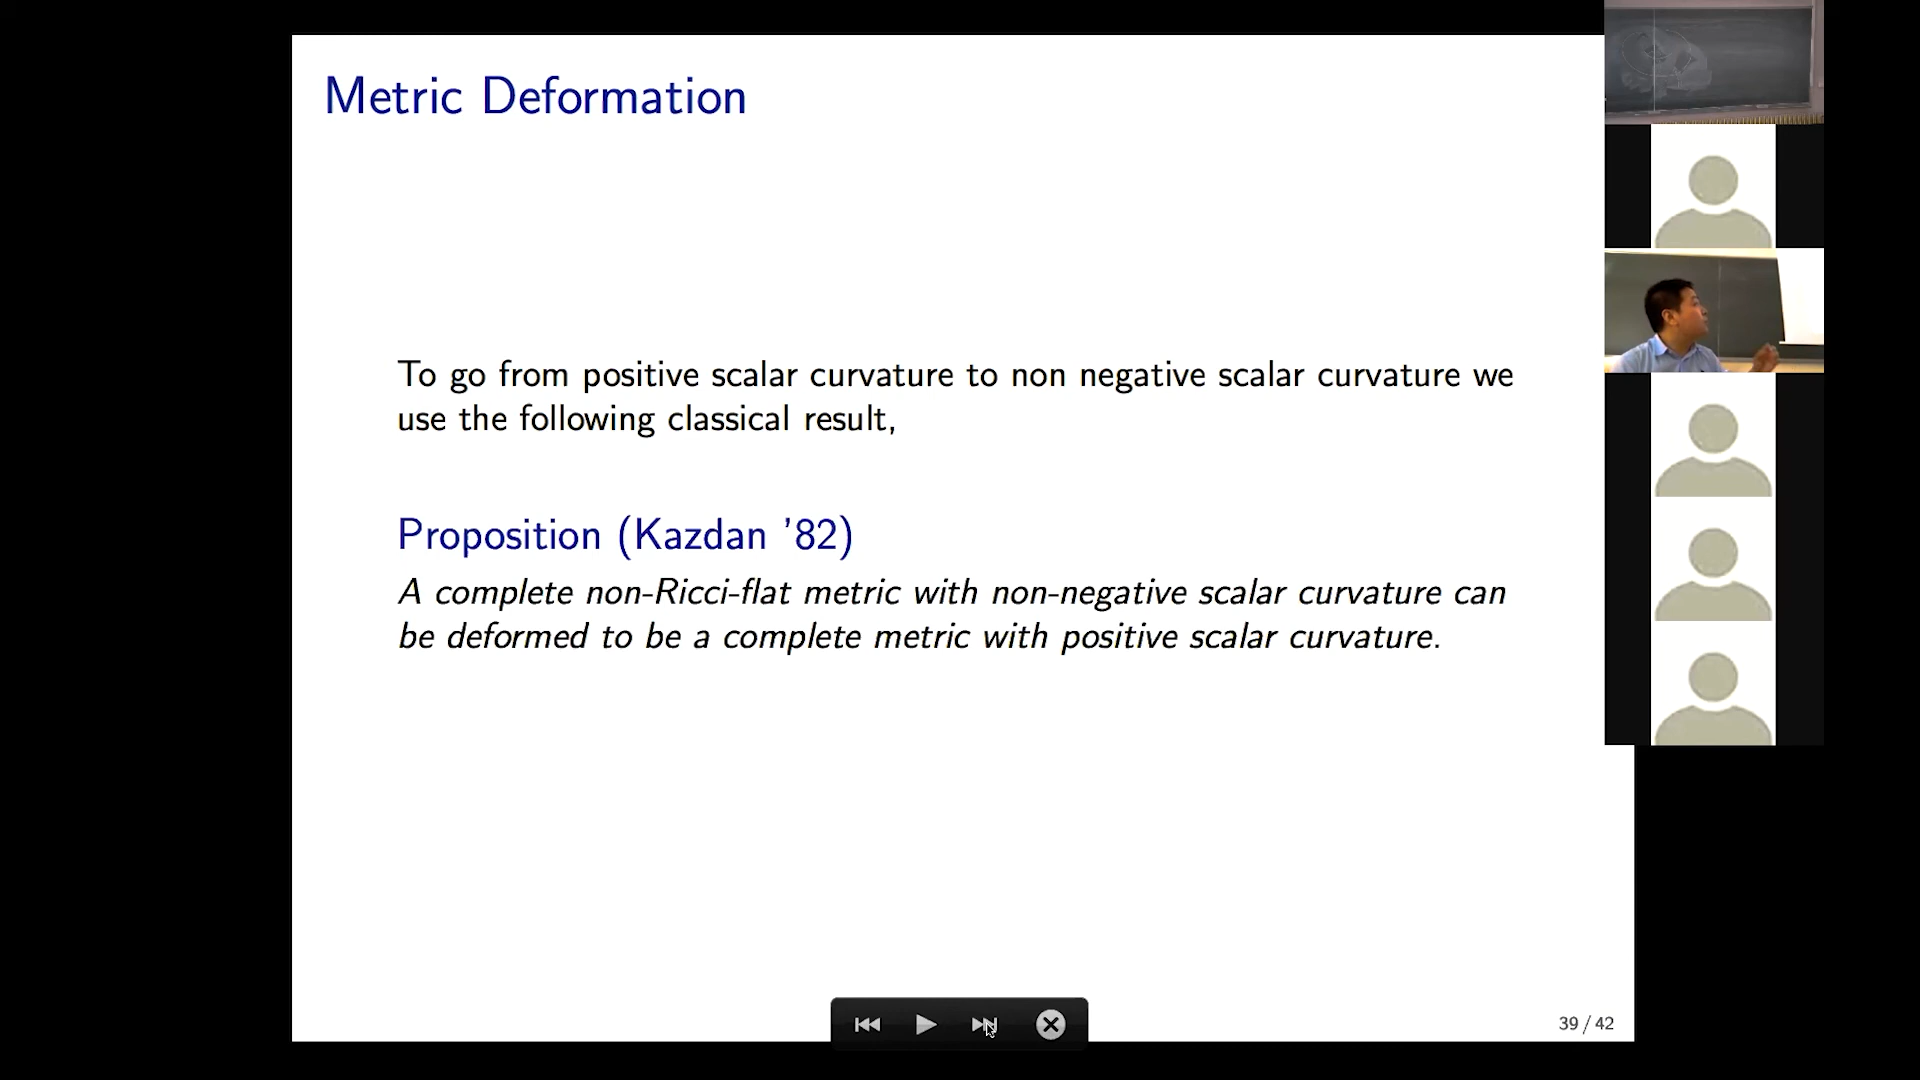 Metric Deformation
To go from positive scalar curvature to non negative scalar curvature we
use the following classical result,
Proposition (Kazdan ’82)
A complete non-Ricci-flat metric with non-negative scalar curvature can
be deformed to be a complete metric with positive scalar curvature.
39 / 42